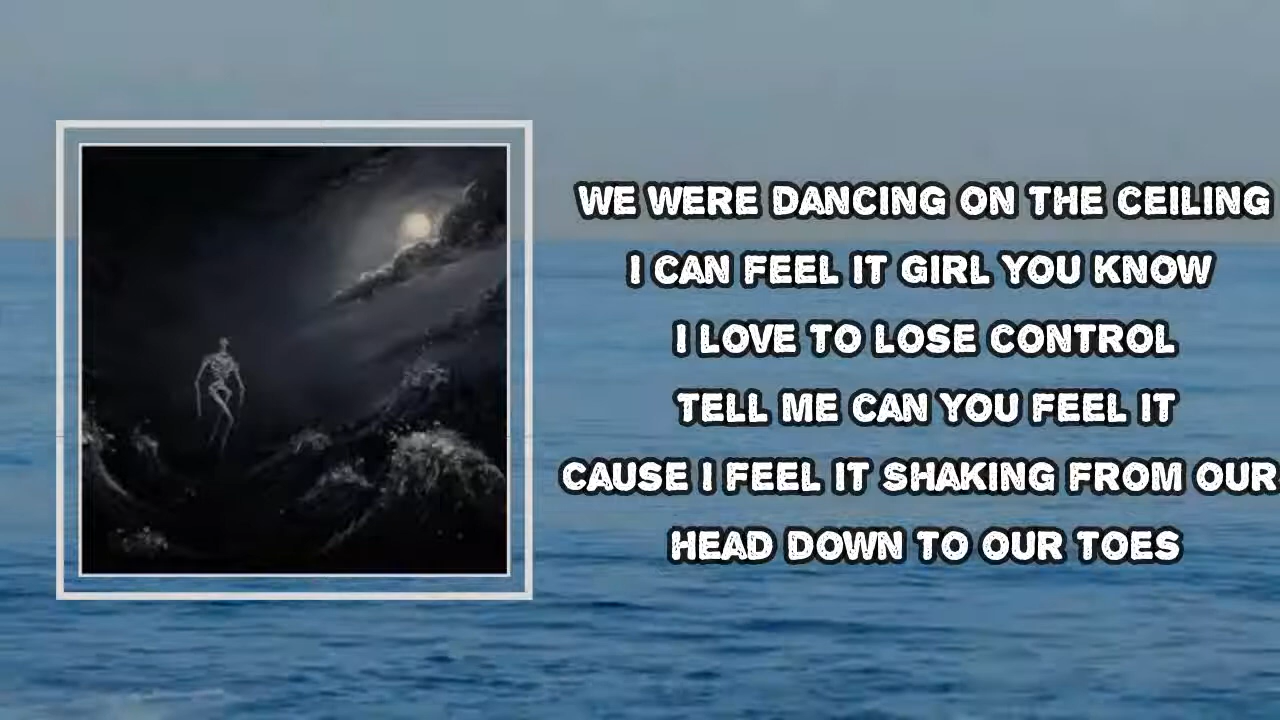 WE WERE DANCING ON THE CEILING
I CAN FEEL IT GIRL YOU KNOW
I LOVE TO LOSE CONTROL
TELL ME CAN YOU FEEL IT
CAUSE I FEEL IT SHAKING FROM OUR
HEAD DOWN TO OUR TOES